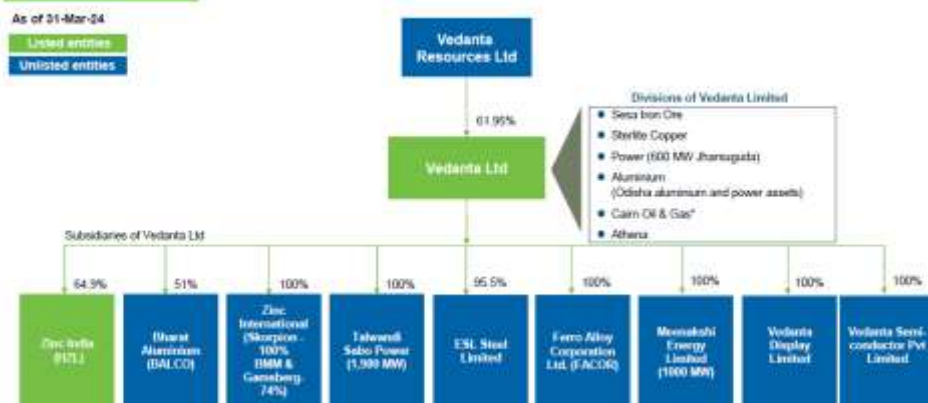 As of 31-Mar-24
Listed entities
Unlisted entities
Vedanta
Resources Ltd
61.95%
Vedanta Ltd
Divisions of Vedanta Limited
Sesa Iron Ore
Sterlite Copper
Power (600 MW Jharsuguda)
Aluminium
(Odisha aluminium and power assets)
Cairn Oil & Gas*
Athena
Subsidiaries of Vedanta Ltd
64.9%
51%
100%
100%
95.5%
100%
100%
100%
100%
Zinc India
(HZL)
Bharat
Aluminium
(BALCO)
Zinc
International
(Skorpion -
100%
BMM &
Gamsberg-
74%)
Talwandi
Sabo Power
(1,980 MW)
ESL Steel
Limited
Ferro Alloy
Corporation
Ltd. (FACOR)
Meenakshi
Energy
Limited
(1000 MW)
Vedanta
Display
Limited
Vedanta Semi-
conductor Pvt
Limited